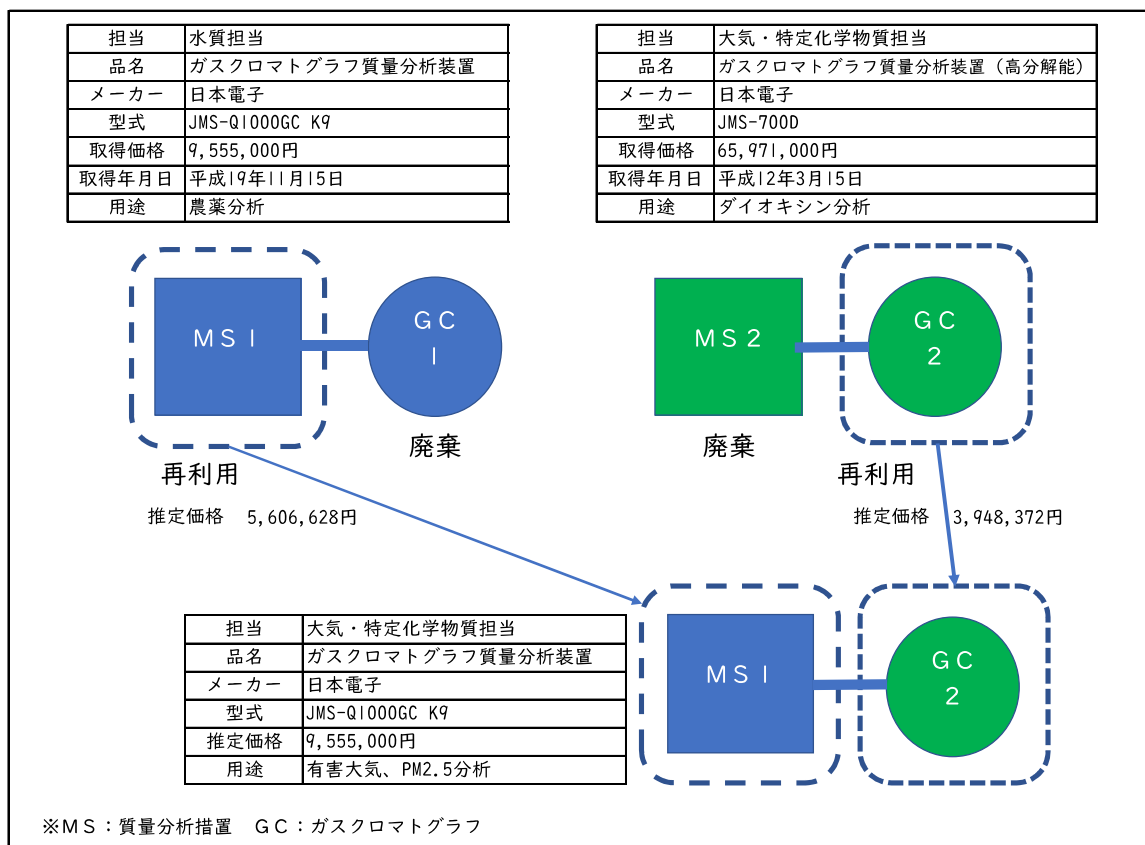 担当 水質担当
品名 ガスクロマトグラフ質量分析装置
メーカー 日本電子
型式 JMS-Q1000GC K9
取得価格 9,555,000円
取得年月日 平成19年11月15日
用途 農薬分析
担当 大気・特定化学物質担当
品名 ガスクロマトグラフ質量分析装置（高分解能）
メーカー 日本電子
型式 JMS-700D
取得価格 65,971,000円
取得年月日 平成12年3月15日
用途 ダイオキシン分析
ＭＳ１
ＧＣ
１
廃棄
再利用
推定価格 5,606,628円
ＭＳ２
ＧＣ
２
廃棄
再利用
推定価格 3,948,372円
担当 大気・特定化学物質担当
品名 ガスクロマトグラフ質量分析装置
メーカー 日本電子
型式 JMS-Q1000GC K9
推定価格 9,555,000円
用途 有害大気、PM2.5分析
ＭＳ１
ＧＣ
２
※ＭＳ：質量分析措置　ＧＣ：ガスクロマトグラフ